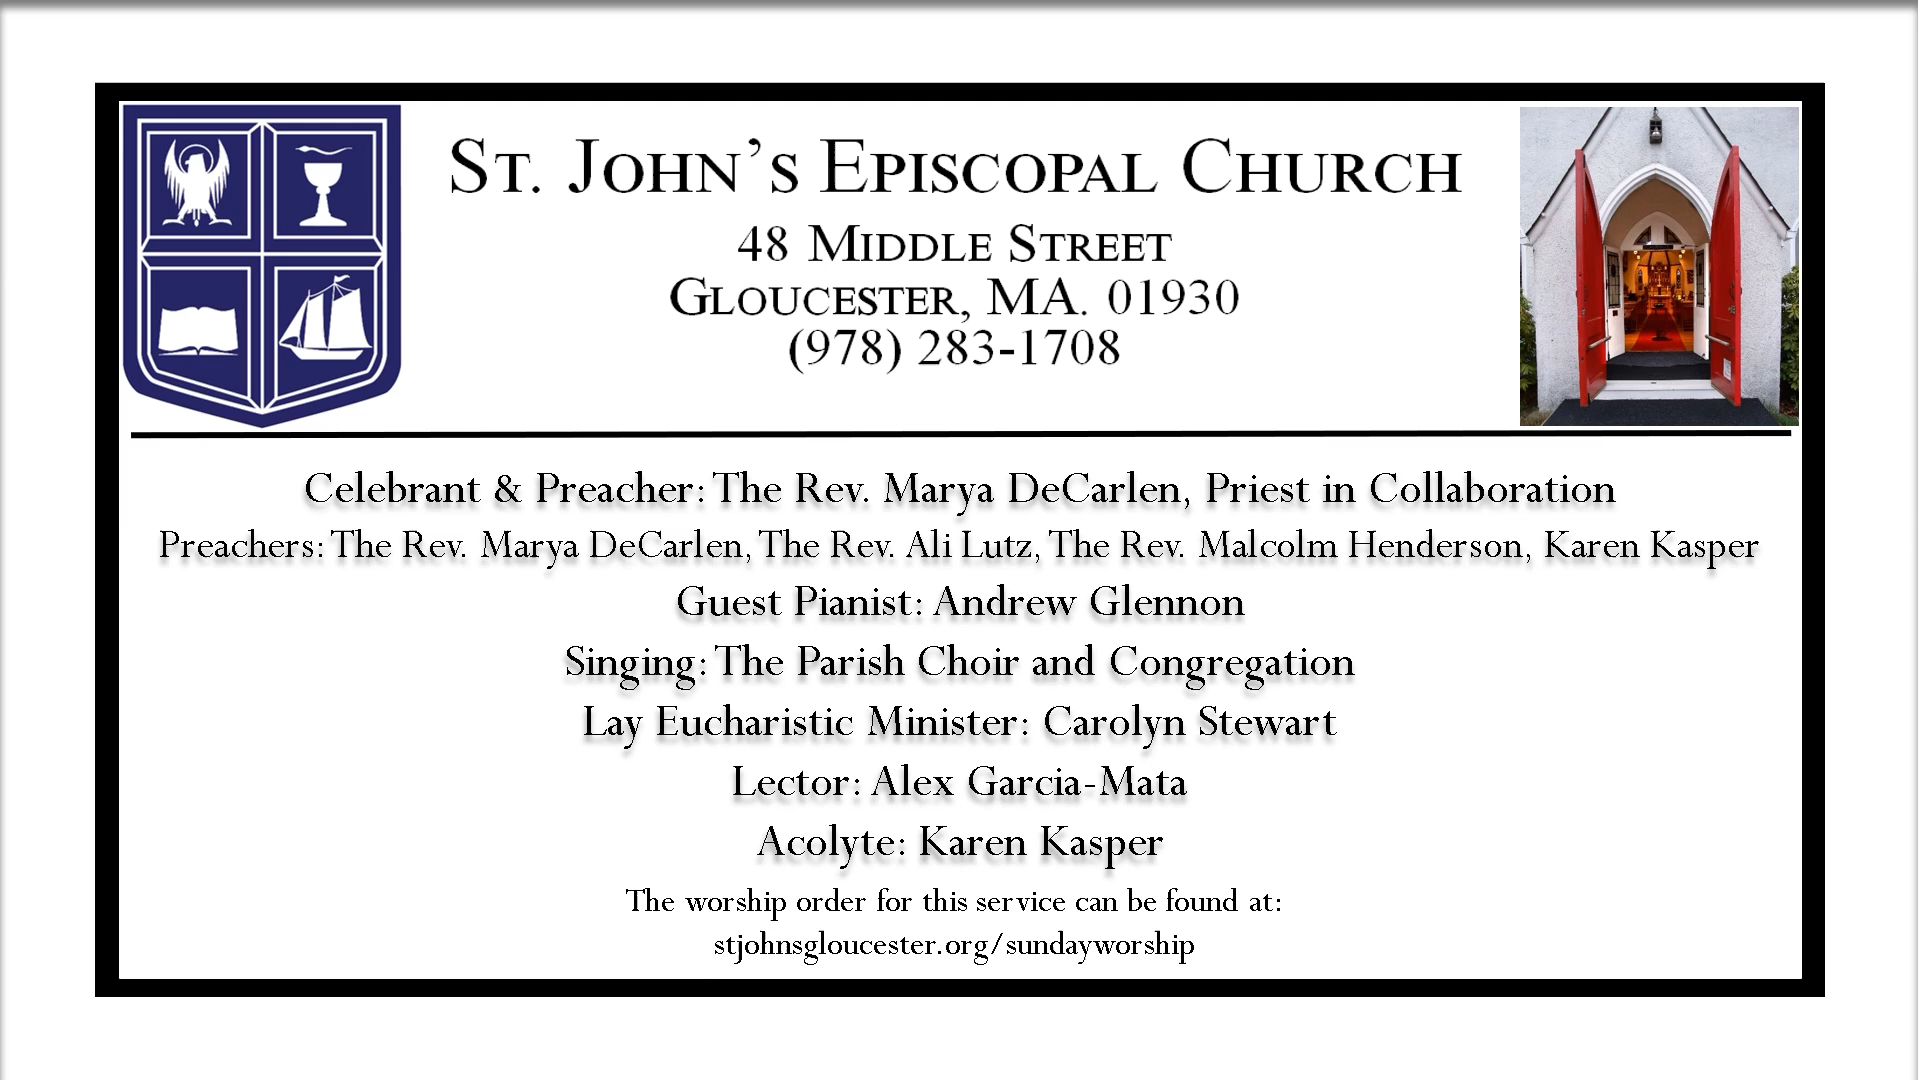 St. John’s Episcopal Church
48 Middle Street
Gloucester, MA. 01930
(978) 283-1708
Celebrant & Preacher: The Rev. Marya DeCarlen, Priest in Collaboration
Preachers: The Rev. Marya DeCarlen, The Rev. Ali Lutz, The Rev. Malcolm Henderson, Karen Kasper
Guest Pianist: Andrew Glennon
Singing: The Parish Choir and Congregation
Lay Eucharistic Minister: Carolyn Stewart
Lector: Alex Garcia-Mata
Acolyte: Karen Kasper
The worship order for this service can be found at:
stjohnsgloucester.org/sundayworship